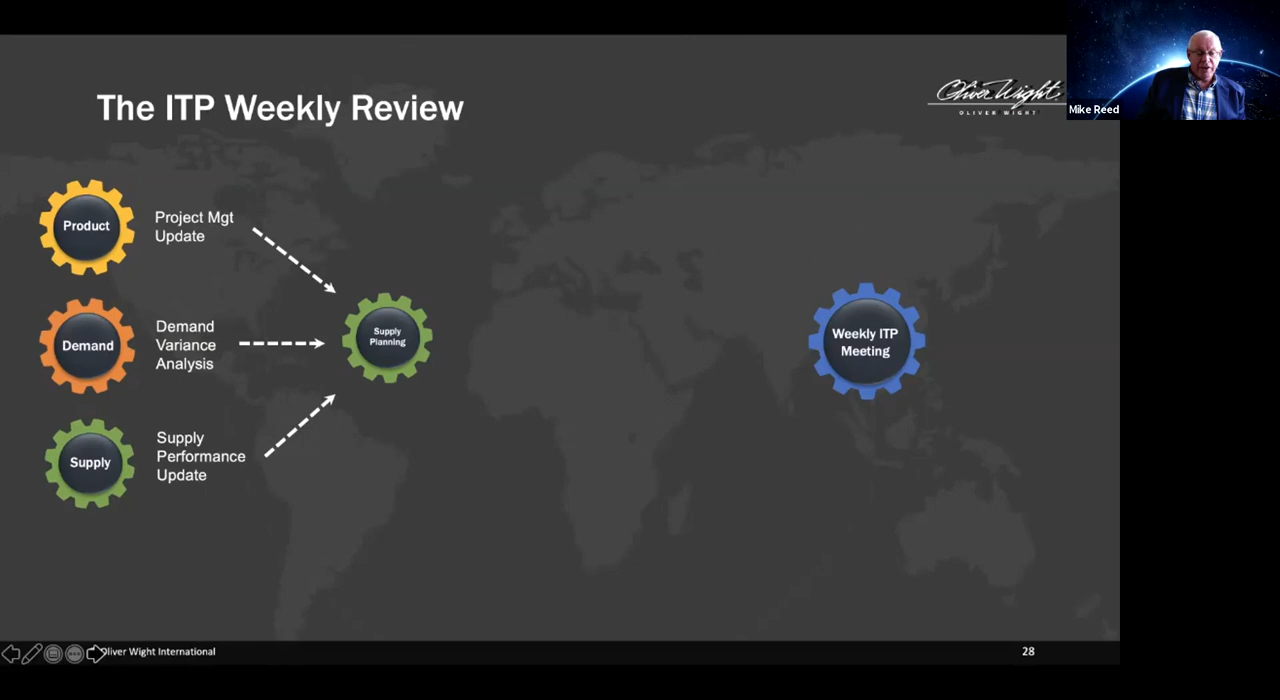 The ITP Weekly Review
Oliver Wight
OLIVER WIGHT
Mike Reed
Product
Project Mgt
Update
Demand
Demand
Variance
Analysis
Supply
Supply
Performance
Update
Supply
Planning
Weekly ITP
Meeting
Oliver Wight International
28